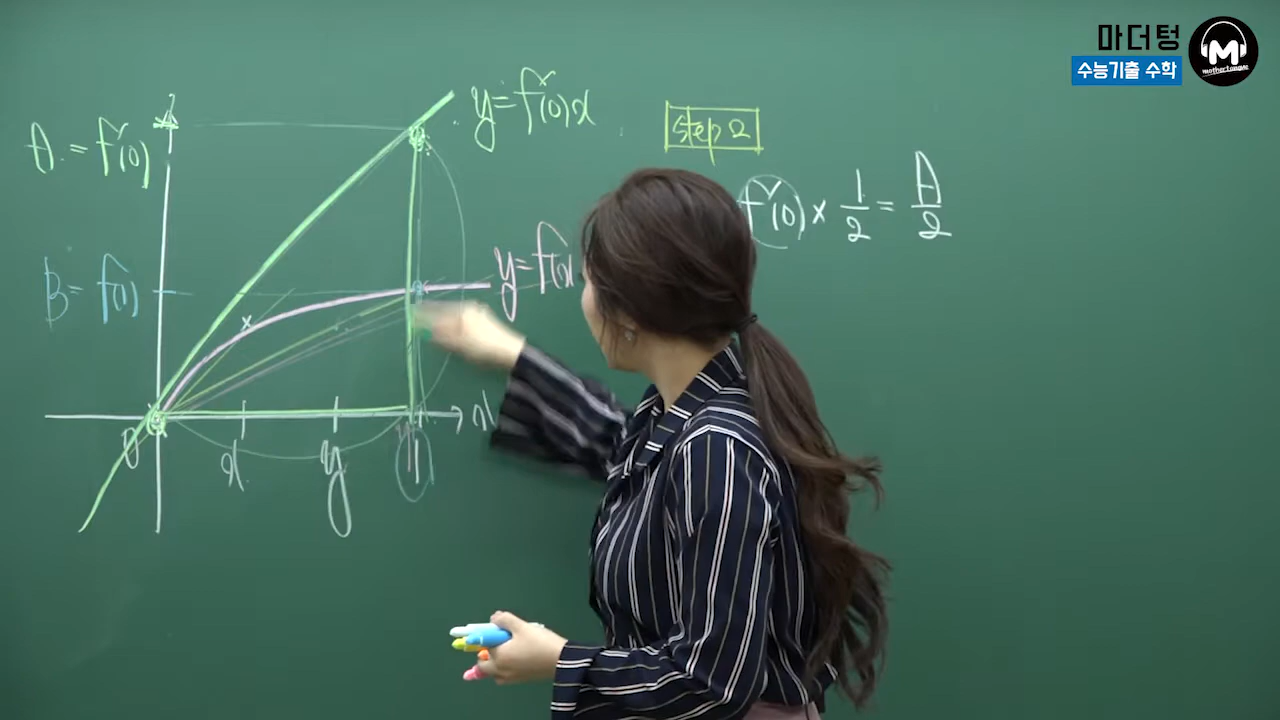 마더텅
수능기출 수학
M
mothertongue
A = f'(0)
y=f'(0)x
step 2
f'(0) × 1/2 = A/2
B = f(1)
y=f(x
x
0
x
y
1